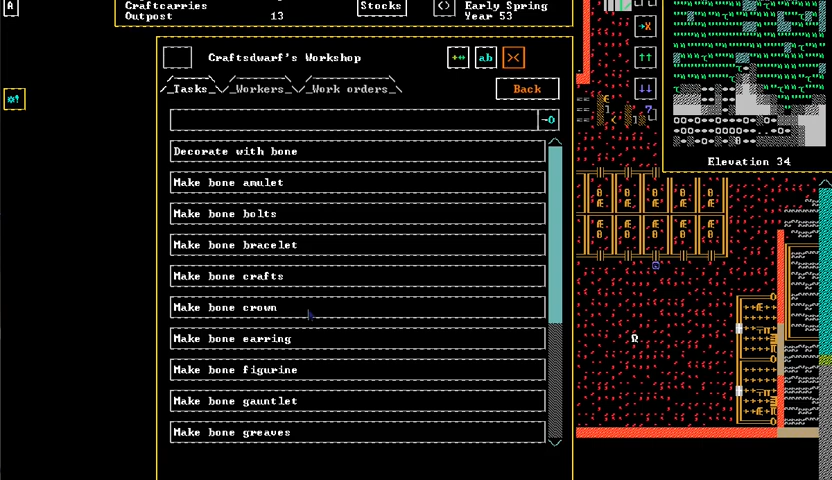 A
Craftcarries
Outpost 13
Stocks
Early Spring
Year 53
Craftsdwarf's Workshop
ab
Tasks Workers Work orders
Back
Decorate with bone
Make bone amulet
Make bone bolts
Make bone bracelet
Make bone crafts
Make bone crown
Make bone earring
Make bone figurine
Make bone gauntlet
Make bone greaves
Elevation 34